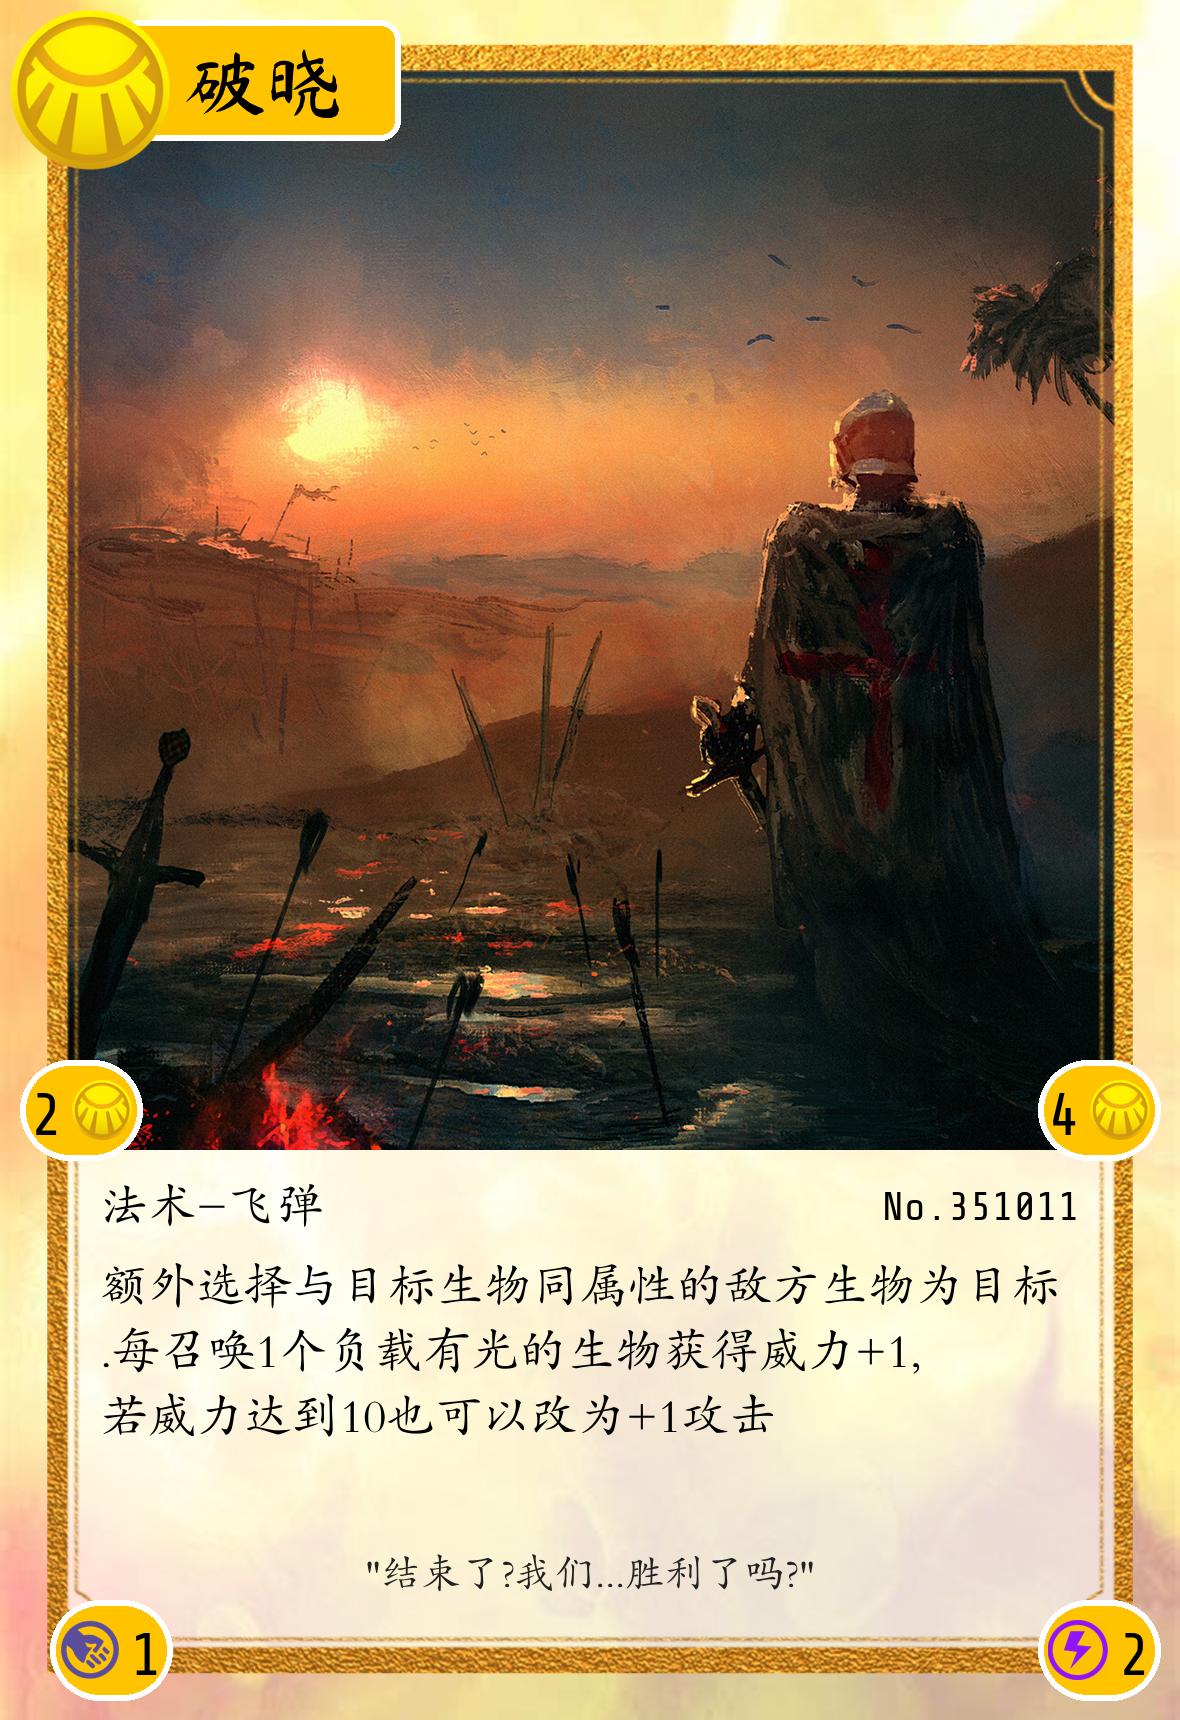 破晓
2
4
法术–飞弹
No.351011
额外选择与目标生物同属性的敌方生物为目标
.每召唤1个负载有光的生物获得威力+1,
若威力达到10也可以改为+1攻击
"结束了?我们...胜利了吗?"
1
2